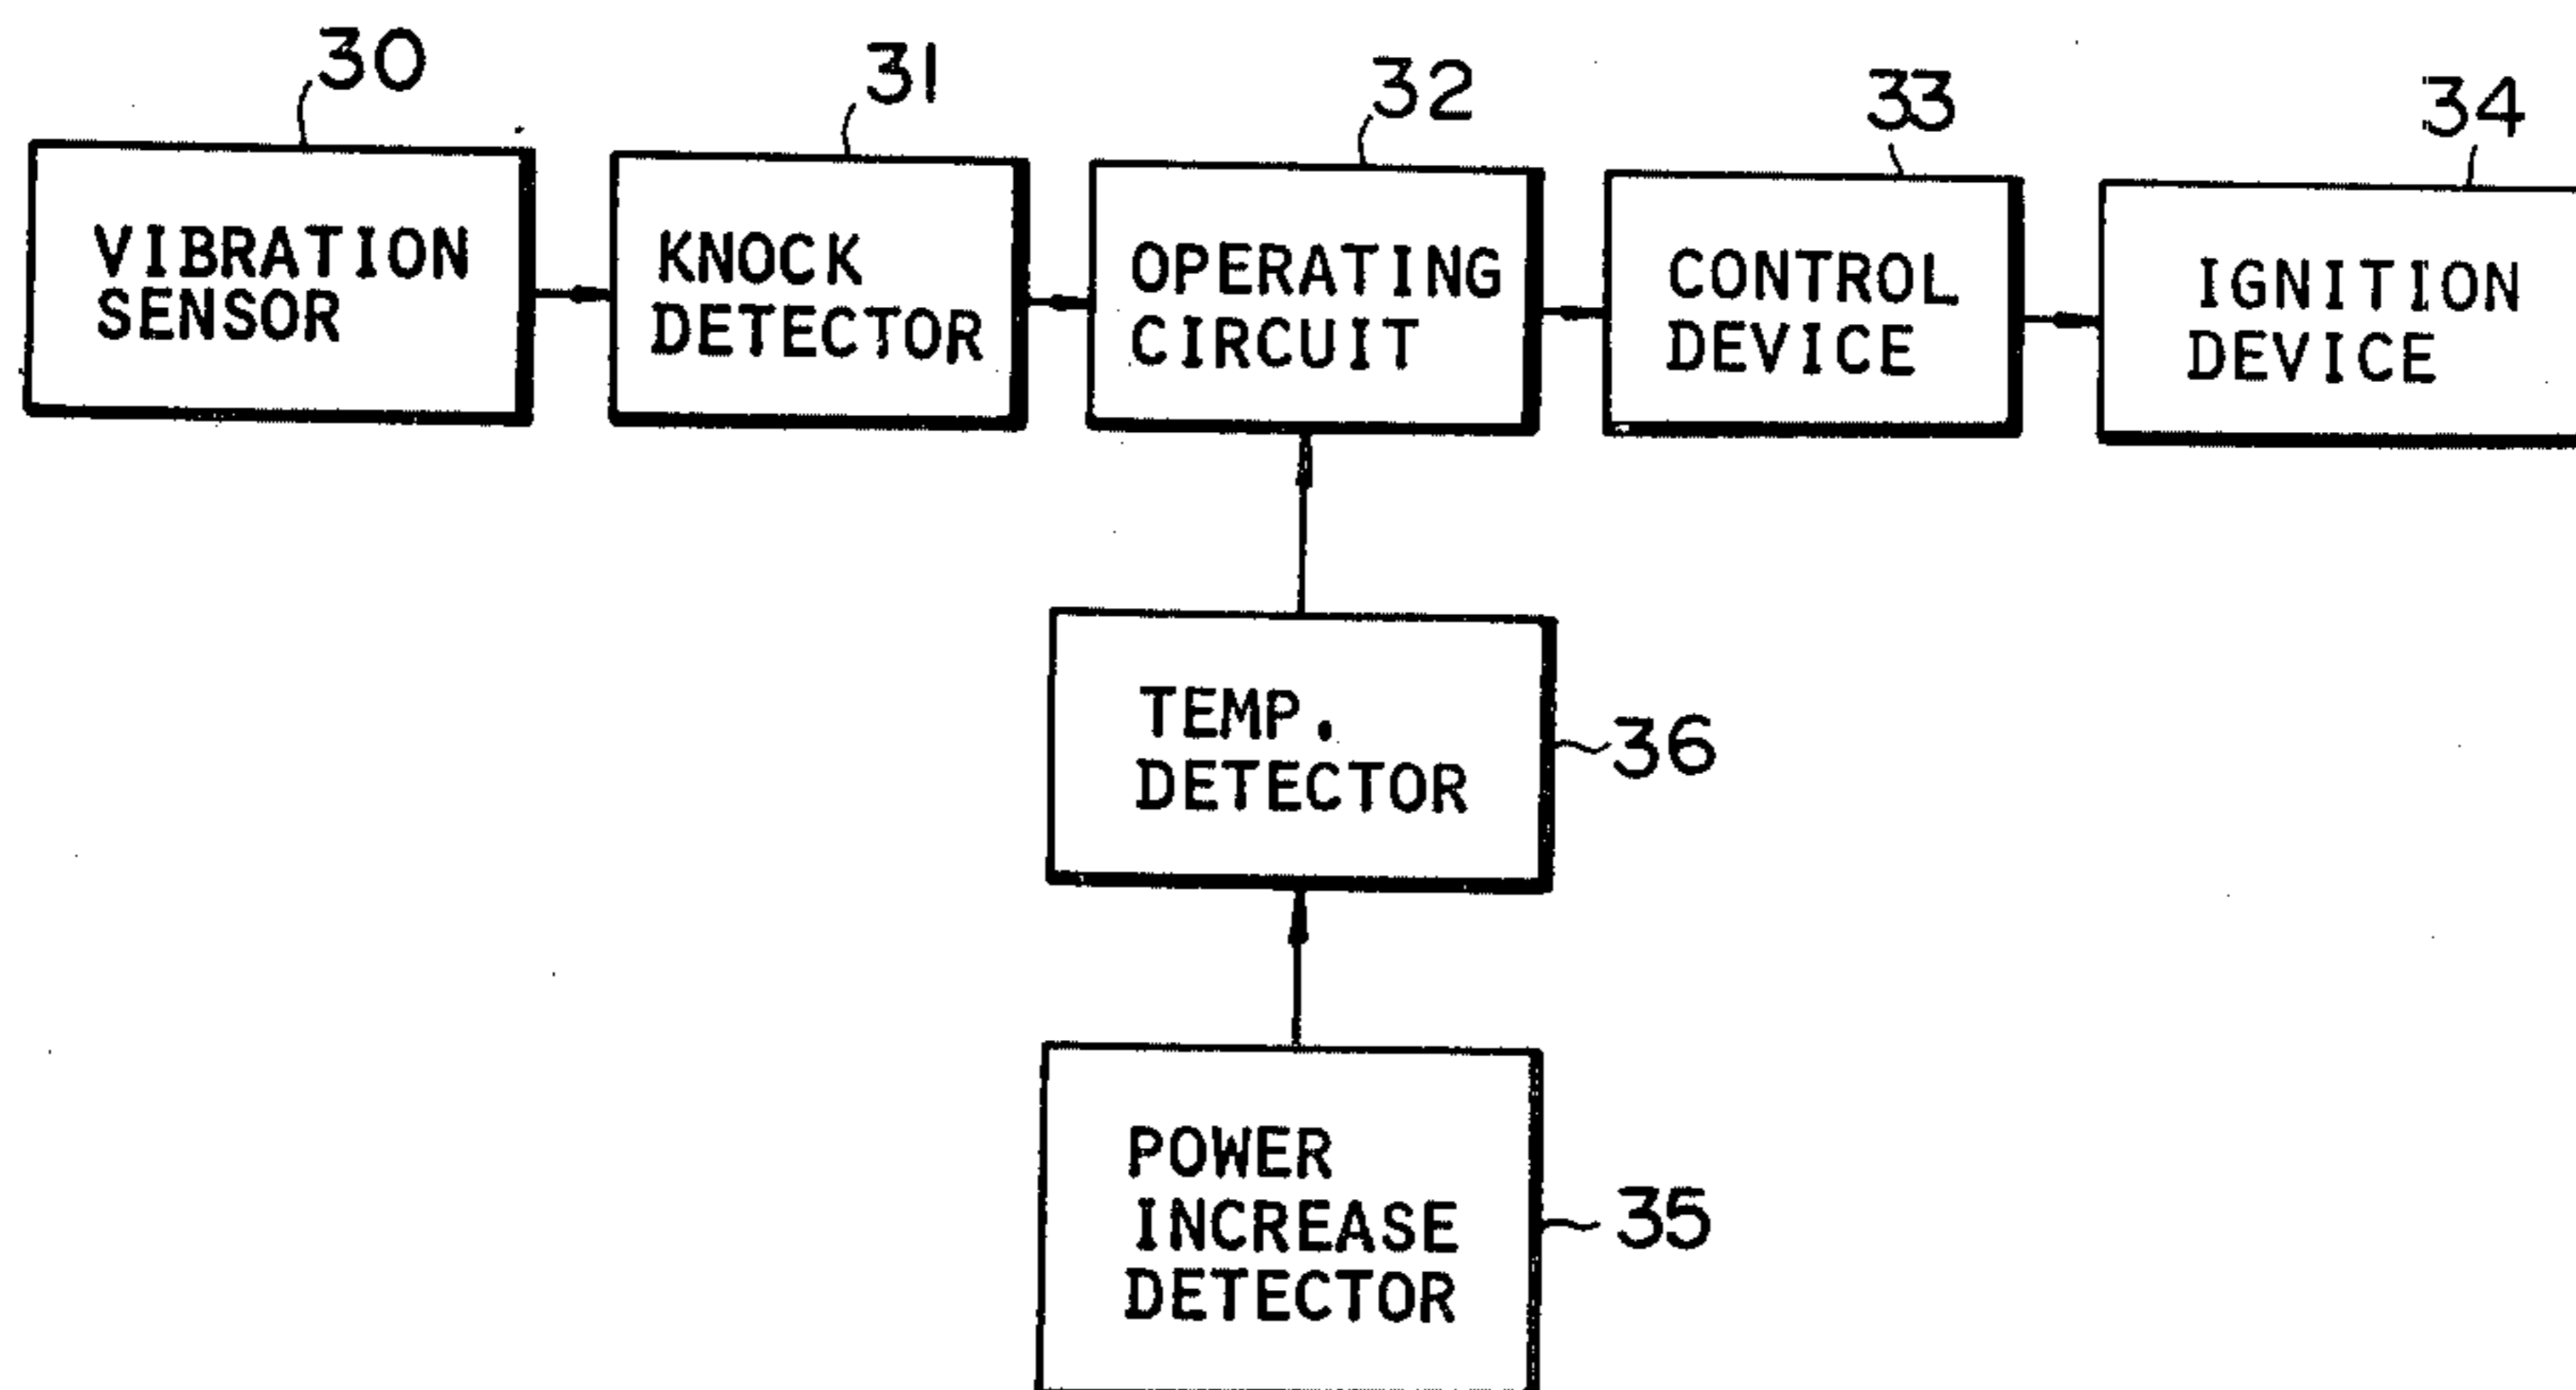 30
31
32
33
34
VIBRATION
SENSOR
KNOCK
DETECTOR
OPERATING
CIRCUIT
CONTROL
DEVICE
IGNITION
DEVICE
TEMP.
DETECTOR
36
POWER
INCREASE
DETECTOR
35